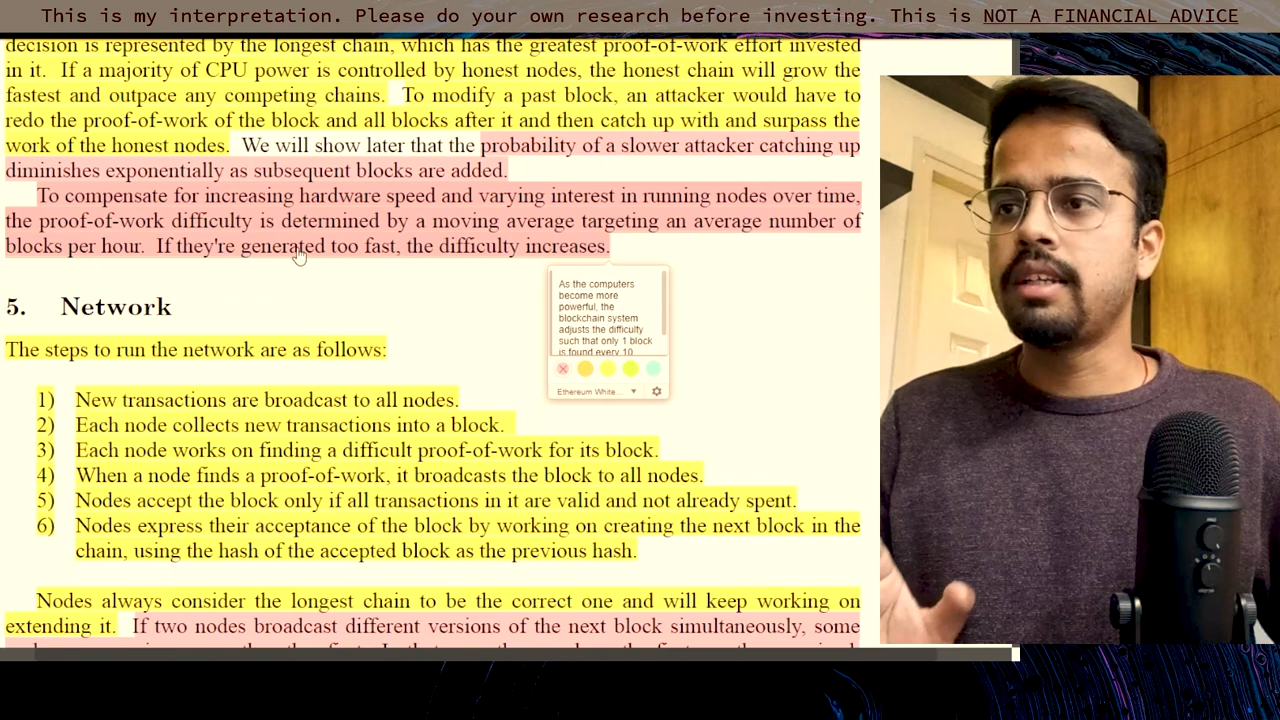 This is my interpretation. Please do your own research before investing. This is NOT A FINANCIAL ADVICE
decision is represented by the longest chain, which has the greatest proof-of-work effort invested
in it. If a majority of CPU power is controlled by honest nodes, the honest chain will grow the
fastest and outpace any competing chains. To modify a past block, an attacker would have to
redo the proof-of-work of the block and all blocks after it and then catch up with and surpass the
work of the honest nodes. We will show later that the probability of a slower attacker catching up
diminishes exponentially as subsequent blocks are added.
To compensate for increasing hardware speed and varying interest in running nodes over time,
the proof-of-work difficulty is determined by a moving average targeting an average number of
blocks per hour. If they're generated too fast, the difficulty increases.
As the computers
become more
powerful, the
blockchain system
adjusts the difficulty
such that only 1 block
is found every 10
Ethereum White...
5. Network
The steps to run the network are as follows:
1) New transactions are broadcast to all nodes.
2) Each node collects new transactions into a block.
3) Each node works on finding a difficult proof-of-work for its block.
4) When a node finds a proof-of-work, it broadcasts the block to all nodes.
5) Nodes accept the block only if all transactions in it are valid and not already spent.
6) Nodes express their acceptance of the block by working on creating the next block in the
chain, using the hash of the accepted block as the previous hash.
Nodes always consider the longest chain to be the correct one and will keep working on
extending it. If two nodes broadcast different versions of the next block simultaneously, some